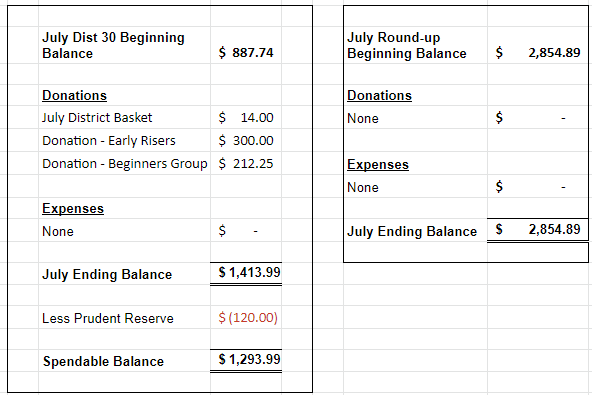 July Dist 30 Beginning
Balance $ 887.74
Donations
July District Basket $ 14.00
Donation - Early Risers $ 300.00
Donation - Beginners Group $ 212.25
Expenses
None $ -
July Ending Balance $ 1,413.99
Less Prudent Reserve $ (120.00)
Spendable Balance $ 1,293.99
July Round-up
Beginning Balance $ 2,854.89
Donations
None $ -
Expenses
None $ -
July Ending Balance $ 2,854.89